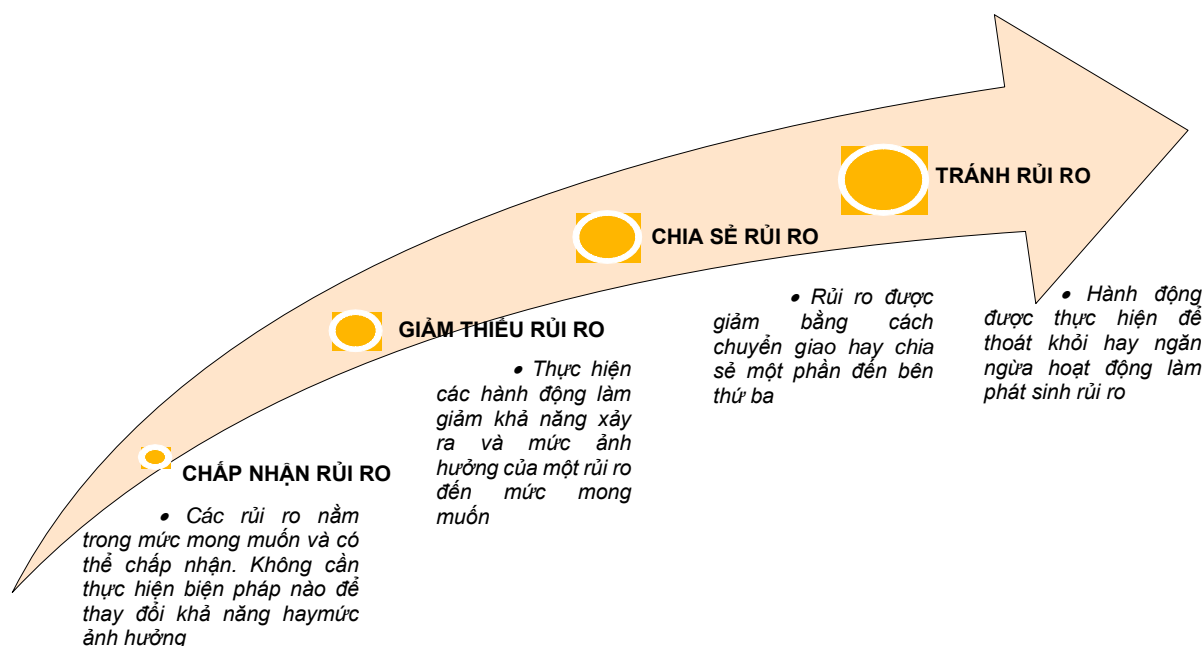 CHẤP NHẬN RỦI RO
• Các rủi ro nằm
trong mức mong muốn và có
thể chấp nhận. Không cần
thực hiện biện pháp nào để
thay đổi khả năng haymức
ảnh hưởng
GIẢM THIỂU RỦI RO
• Thực hiện
các hành động làm
giảm khả năng xảy
ra và mức ảnh
hưởng của một rủi ro
đến mức mong
muốn
CHIA SẺ RỦI RO
• Rủi ro được
giảm bằng cách
chuyển giao hay chia
sẻ một phần đến bên
thứ ba
TRÁNH RỦI RO
• Hành động
được thực hiện để
thoát khỏi hay ngăn
ngừa hoạt động làm
phát sinh rủi ro